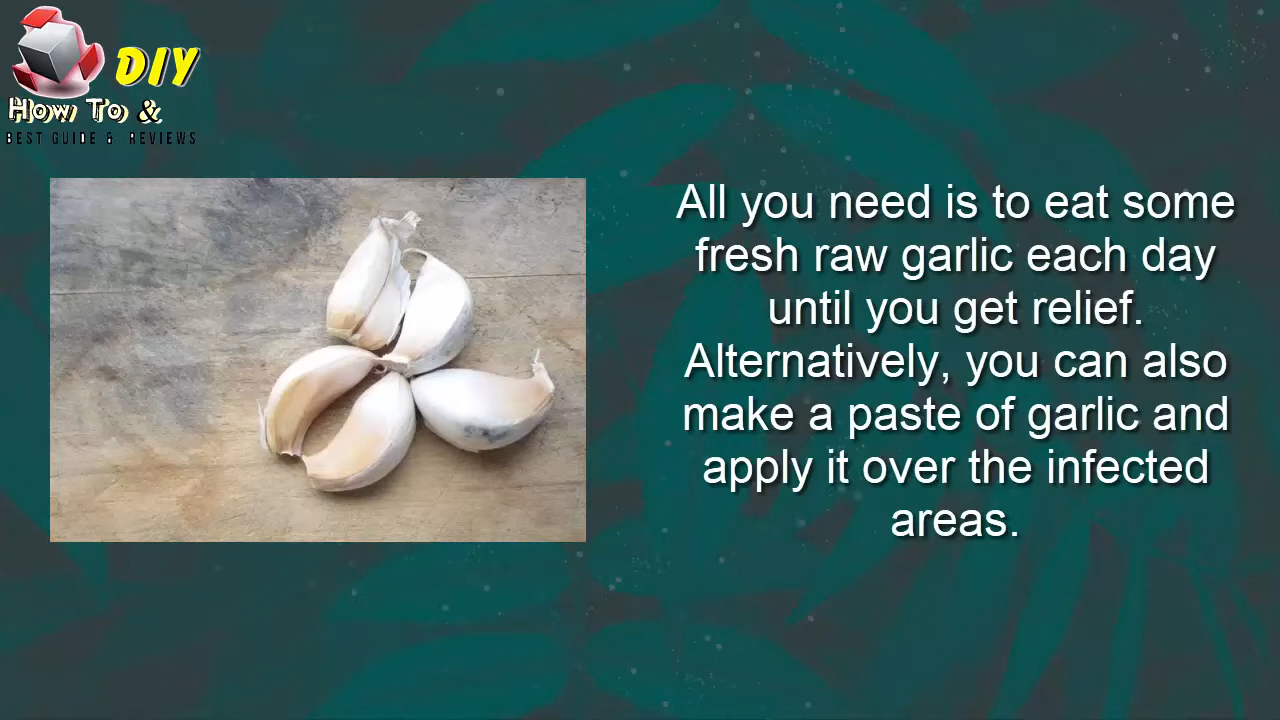 DIY
How To &
BEST GUIDE & REVIEWS
All you need is to eat some
fresh raw garlic each day
until you get relief.
Alternatively, you can also
make a paste of garlic and
apply it over the infected
areas.